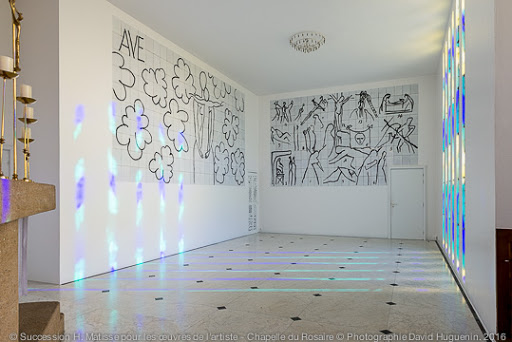 AVE
© Succession H. Matisse pour les œuvres de l'artiste - Chapelle du Rosaire © Photographie David Huguenin, 2016